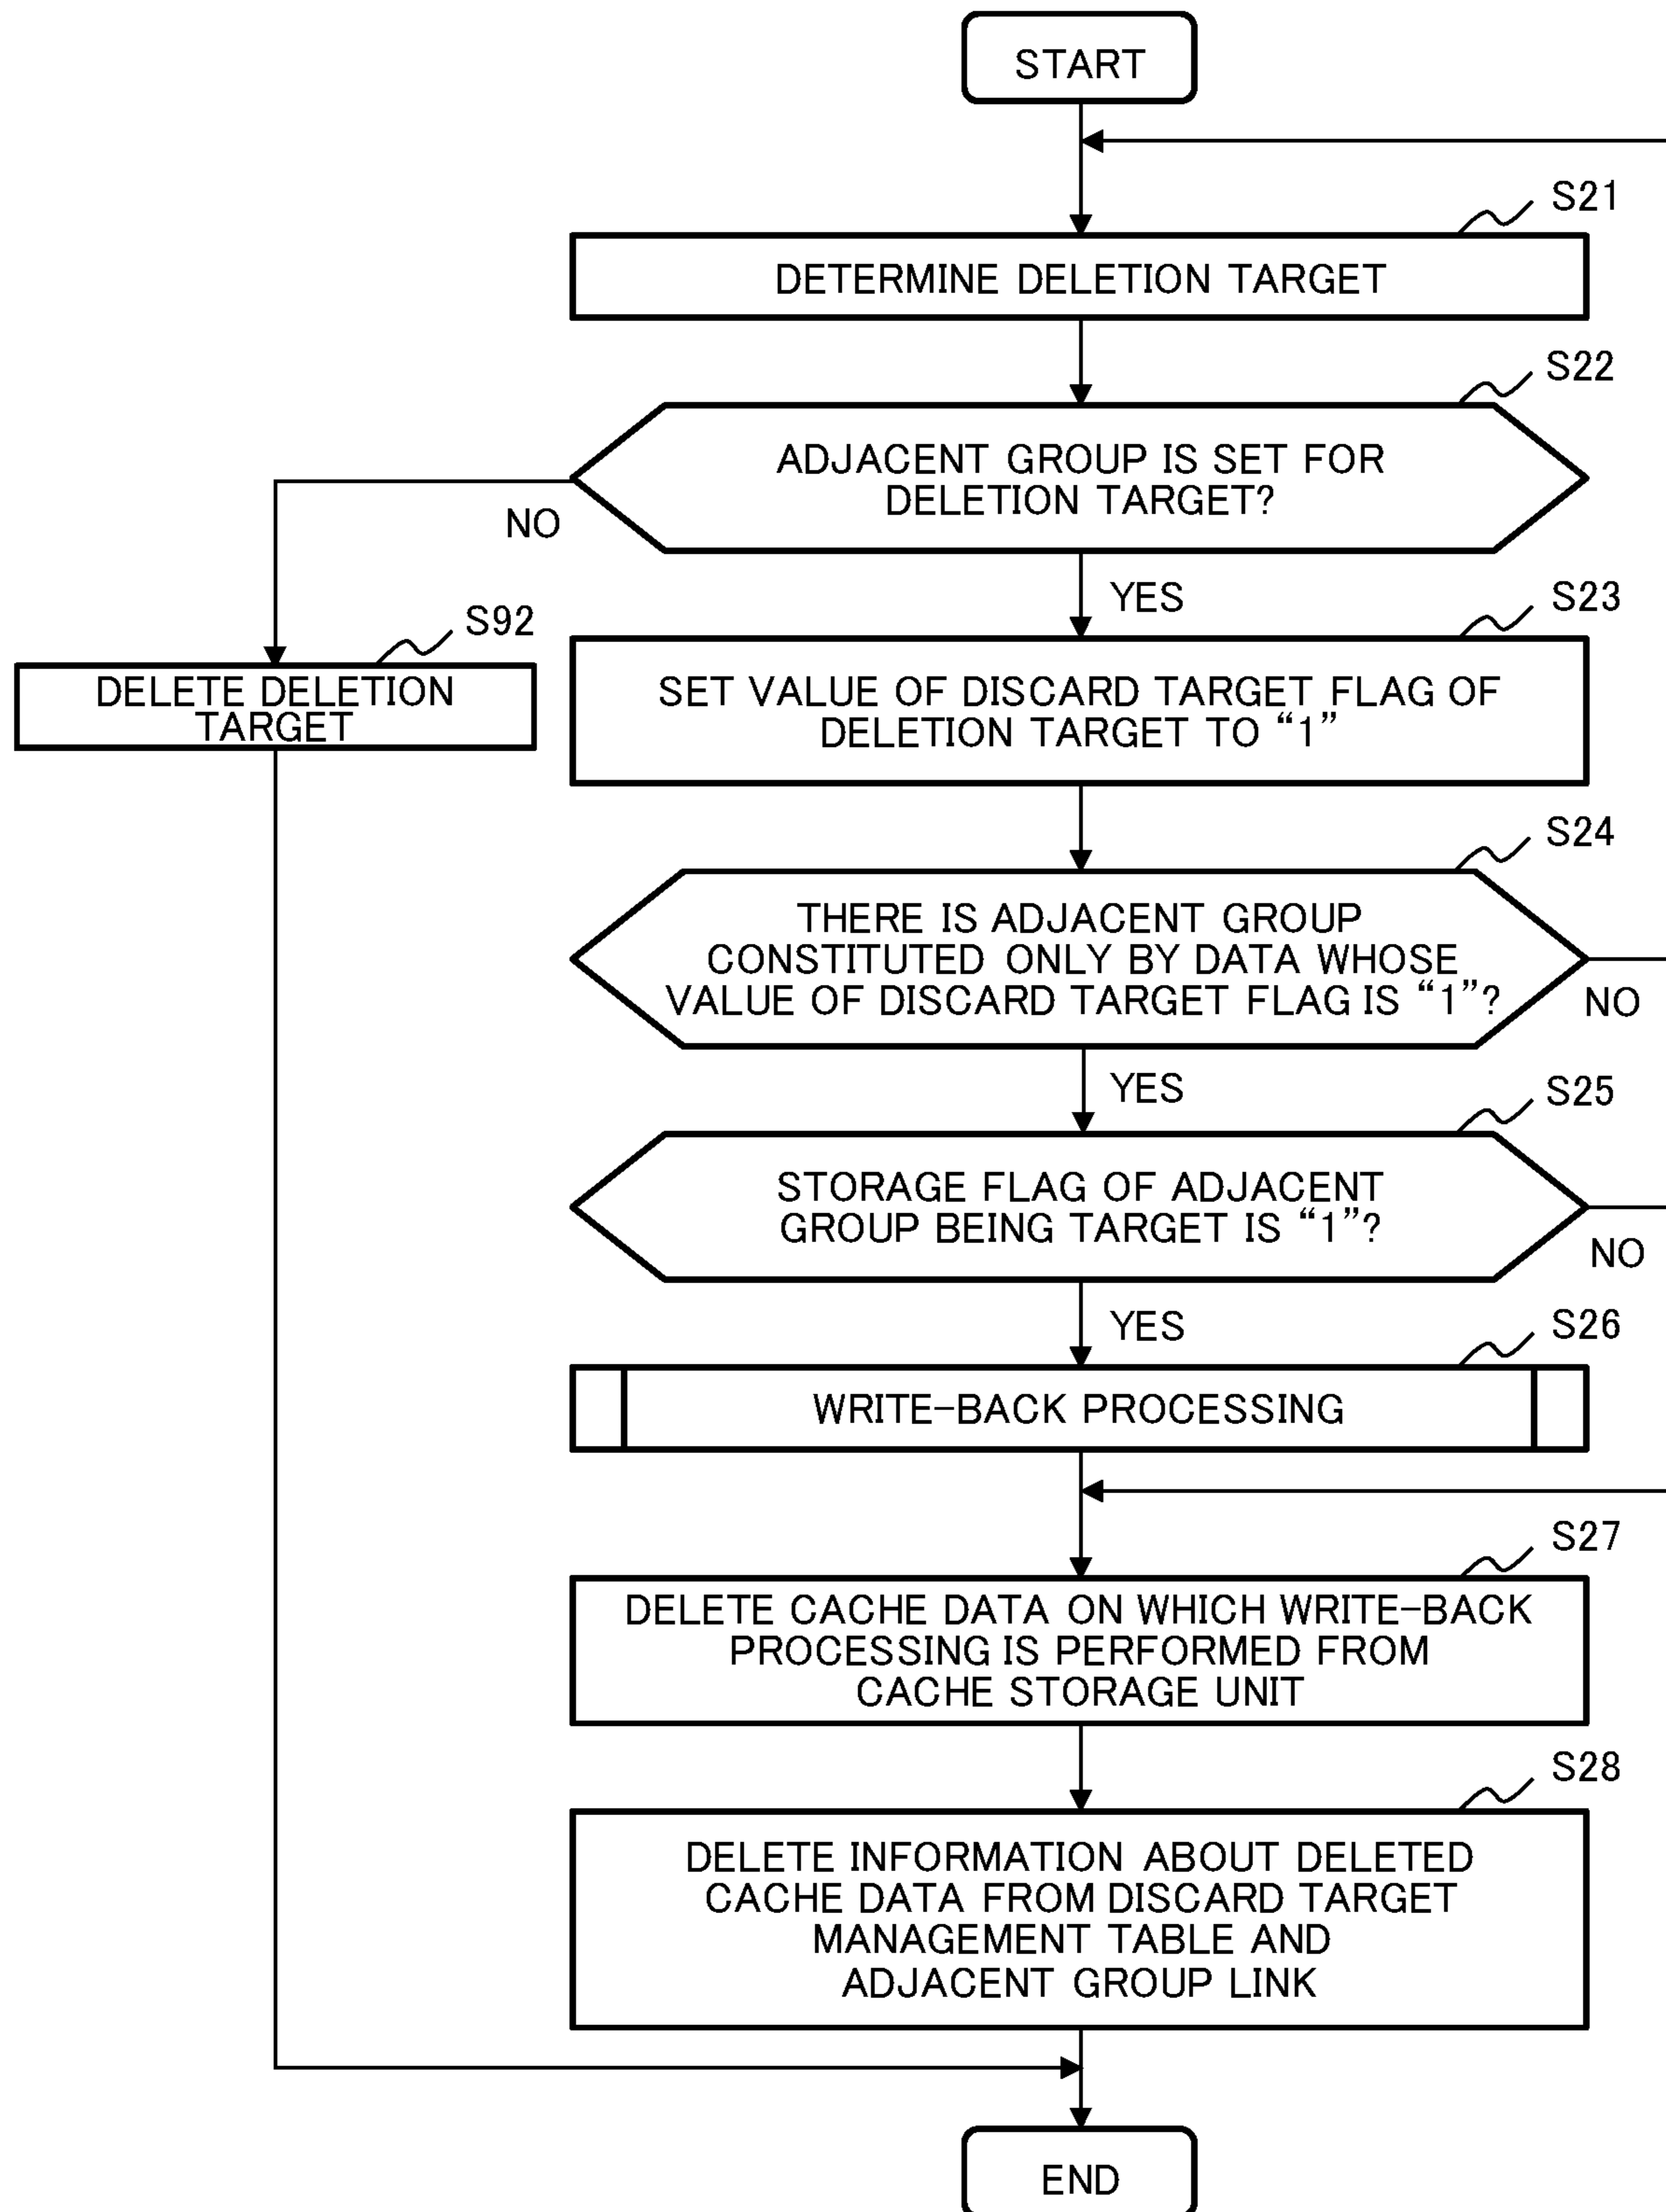 START
S21
DETERMINE DELETION TARGET
S22
ADJACENT GROUP IS SET FOR
DELETION TARGET?
NO
YES
S23
S92
DELETE DELETION
TARGET
SET VALUE OF DISCARD TARGET FLAG OF
DELETION TARGET TO “1”
S24
THERE IS ADJACENT GROUP
CONSTITUTED ONLY BY DATA WHOSE
VALUE OF DISCARD TARGET FLAG IS “1”?
NO
YES
S25
STORAGE FLAG OF ADJACENT
GROUP BEING TARGET IS “1”?
NO
YES
S26
WRITE-BACK PROCESSING
S27
DELETE CACHE DATA ON WHICH WRITE-BACK
PROCESSING IS PERFORMED FROM
CACHE STORAGE UNIT
S28
DELETE INFORMATION ABOUT DELETED
CACHE DATA FROM DISCARD TARGET
MANAGEMENT TABLE AND
ADJACENT GROUP LINK
END